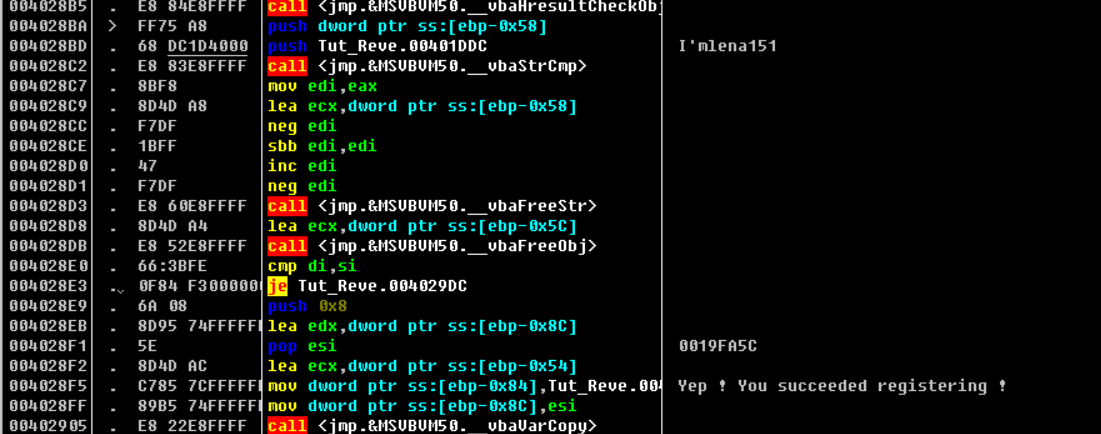 004028B5 . E8 84E8FFFF call <jmp.&MSVBVM50.__vbaHresultCheckObj
004028BA > FF75 A8 push dword ptr ss:[ebp-0x58]
004028BD . 68 DC1D4000 push Tut_Reve.00401DDC I'mlena151
004028C2 . E8 83E8FFFF call <jmp.&MSVBVM50.__vbaStrCmp>
004028C7 . 8BF8 mov edi,eax
004028C9 . 8D4D A8 lea ecx,dword ptr ss:[ebp-0x58]
004028CC . F7DF neg edi
004028CE . 1BFF sbb edi,edi
004028D0 . 47 inc edi
004028D1 . F7DF neg edi
004028D3 . E8 60E8FFFF call <jmp.&MSVBVM50.__vbaFreeStr>
004028D8 . 8D4D A4 lea ecx,dword ptr ss:[ebp-0x5C]
004028DB . E8 52E8FFFF call <jmp.&MSVBVM50.__vbaFreeObj>
004028E0 . 66:3BFE cmp di,si
004028E3 . 0F84 F3000000 je Tut_Reve.004029DC
004028E9 . 6A 08 push 0x8
004028EB . 8D95 74FFFFFF lea edx,dword ptr ss:[ebp-0x8C]
004028F1 . 5E pop esi 0019FA5C
004028F2 . 8D4D AC lea ecx,dword ptr ss:[ebp-0x54]
004028F5 . C785 7CFFFFFF mov dword ptr ss:[ebp-0x84],Tut_Reve.004 Yep ! You succeeded registering !
004028FF . 89B5 74FFFFFF mov dword ptr ss:[ebp-0x8C],esi
00402905 . E8 22E8FFFF call <jmp.&MSVBVM50.__vbaVarCopy>